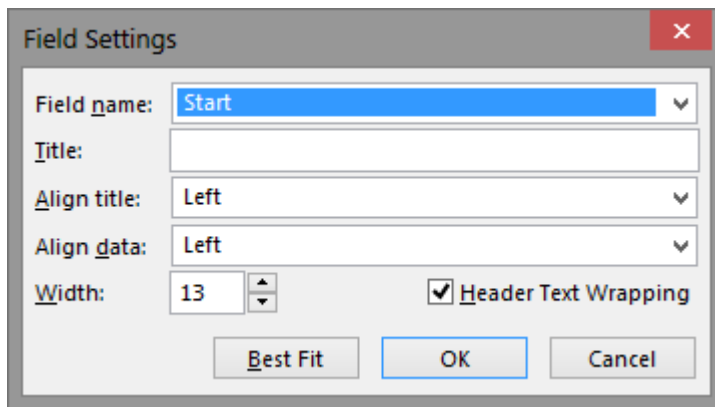 Field Settings
Field name: Start
Title:
Align title: Left
Align data: Left
Width: 13 Header Text Wrapping
Best Fit OK Cancel